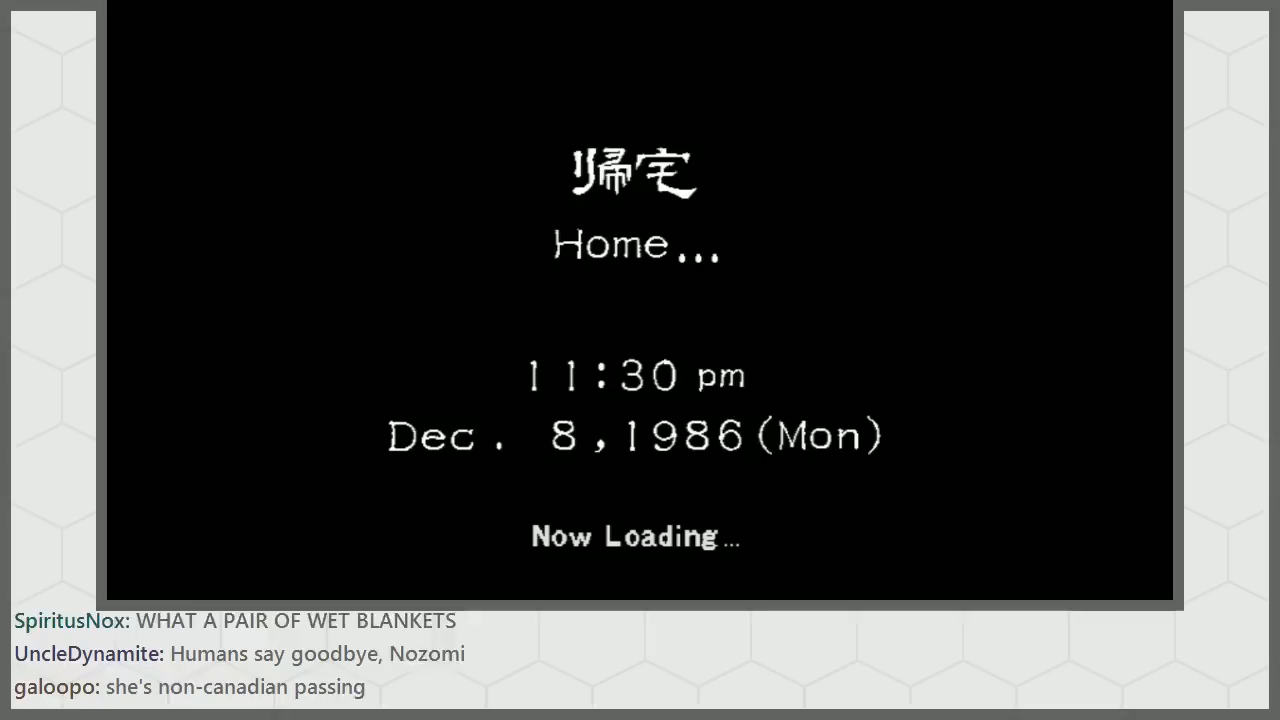 帰宅
Home...
11:30 pm
Dec. 8,1986(Mon)
Now Loading...
SpiritusNox: WHAT A PAIR OF WET BLANKETS
UncleDynamite: Humans say goodbye, Nozomi
galoopo: she's non-canadian passing